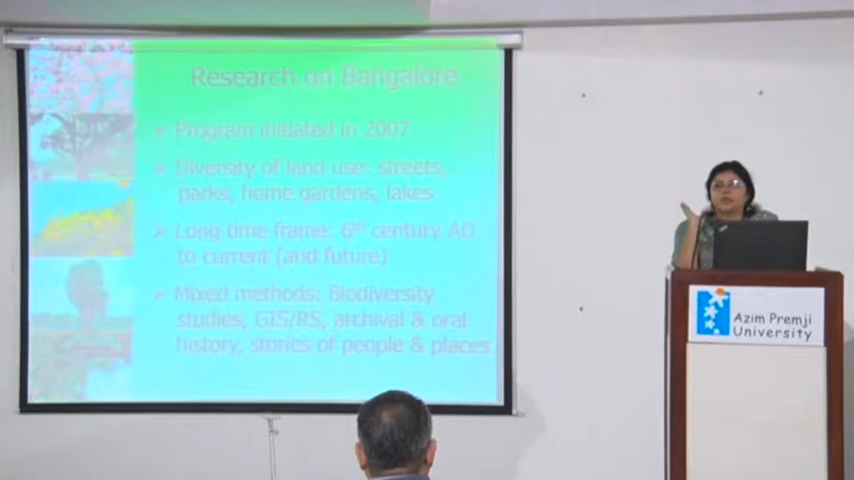 Research on Bangalore
➢ Program initiated in 2007
➢ Diversity of land use: streets,
parks, home gardens, lakes
➢ Long time frame: 6th century AD
to current (and future)
➢ Mixed methods: Biodiversity
studies, GIS/RS, archival & oral
history, stories of people & places
Azim Premji
University